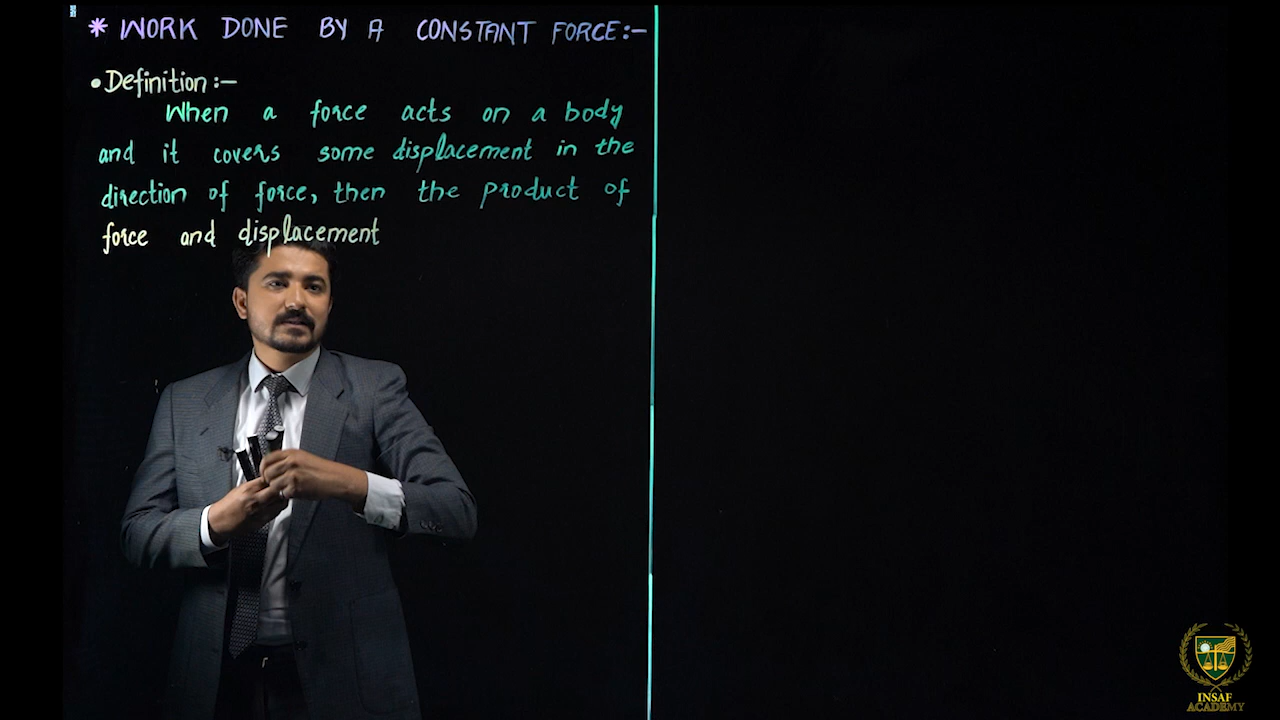 * WORK DONE BY A CONSTANT FORCE:-
• Definition:-
When a force acts on a body
and it covers some displacement in the
direction of force, then the product of
force and displacement
INSAF
ACADEMY